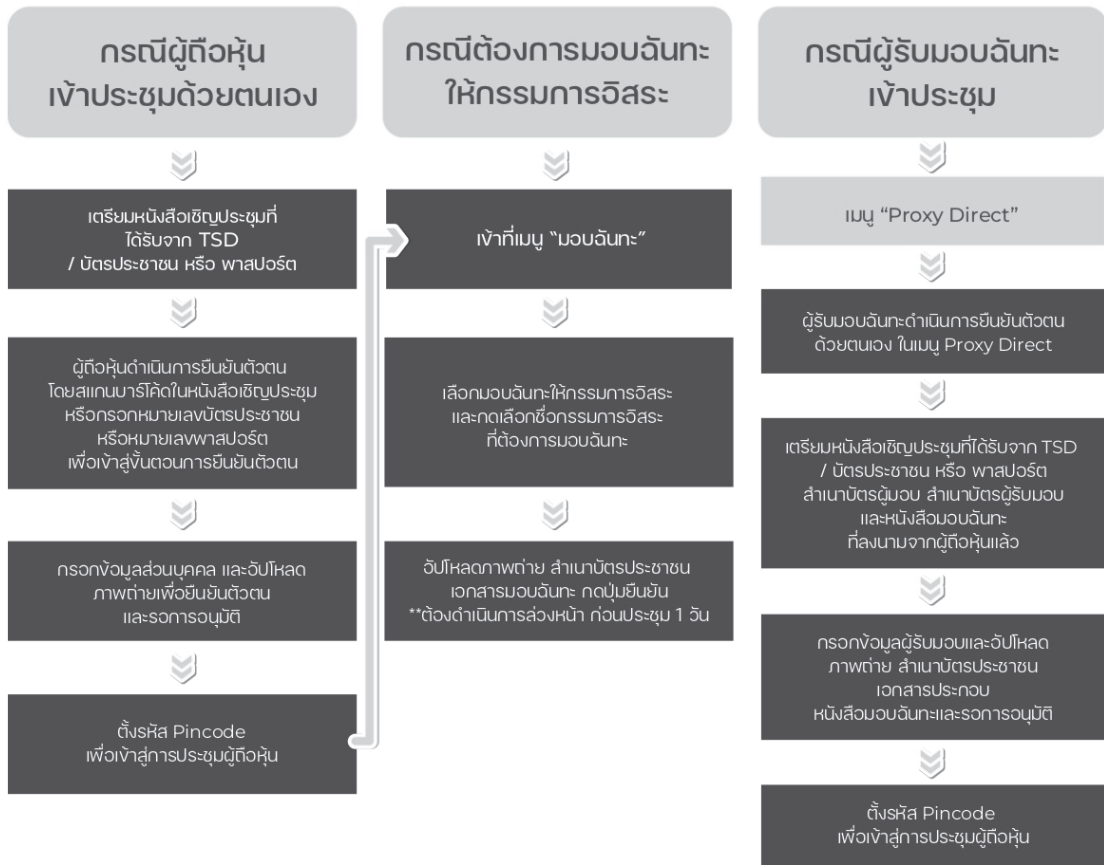 กรณีผู้ถือหุ้น
เข้าประชุมด้วยตนเอง
เตรียมหนังสือเชิญประชุมที่
ได้รับจาก TSD
/ บัตรประชาชน หรือ พาสปอร์ต
ผู้ถือหุ้นดำเนินการยืนยันตัวตน
โดยสแกนบาร์โค้ดในหนังสือเชิญประชุม
หรือกรอกหมายเลขบัตรประชาชน
หรือหมายเลขพาสปอร์ต
เพื่อเข้าสู่ขั้นตอนการยืนยันตัวตน
กรอกข้อมูลส่วนบุคคล และอัปโหลด
ภาพถ่ายเพื่อยืนยันตัวตน
และรอการอนุมัติ
ตั้งรหัส Pincode
เพื่อเข้าสู่การประชุมผู้ถือหุ้น
กรณีต้องการมอบฉันทะ
ให้กรรมการอิสระ
เข้าที่เมนู "มอบฉันทะ"
เลือกมอบฉันทะให้กรรมการอิสระ
และกดเลือกชื่อกรรมการอิสระ
ที่ต้องการมอบฉันทะ
อัปโหลดภาพถ่าย สำเนาบัตรประชาชน
เอกสารมอบฉันทะ กดปุ่มยืนยัน
**ต้องดำเนินการล่วงหน้า ก่อนประชุม 1 วัน
กรณีผู้รับมอบฉันทะ
เข้าประชุม
เมนู "Proxy Direct"
ผู้รับมอบฉันทะดำเนินการยืนยันตัวตน
ด้วยตนเอง ในเมนู Proxy Direct
เตรียมหนังสือเชิญประชุมที่ได้รับจาก TSD
/ บัตรประชาชน หรือ พาสปอร์ต
สำเนาบัตรผู้มอบ สำเนาบัตรผู้รับมอบ
และหนังสือมอบฉันทะ
ที่ลงนามจากผู้ถือหุ้นแล้ว
กรอกข้อมูลผู้รับมอบและอัปโหลด
ภาพถ่าย สำเนาบัตรประชาชน
เอกสารประกอบ
หนังสือมอบฉันทะและรอการอนุมัติ
ตั้งรหัส Pincode
เพื่อเข้าสู่การประชุมผู้ถือหุ้น